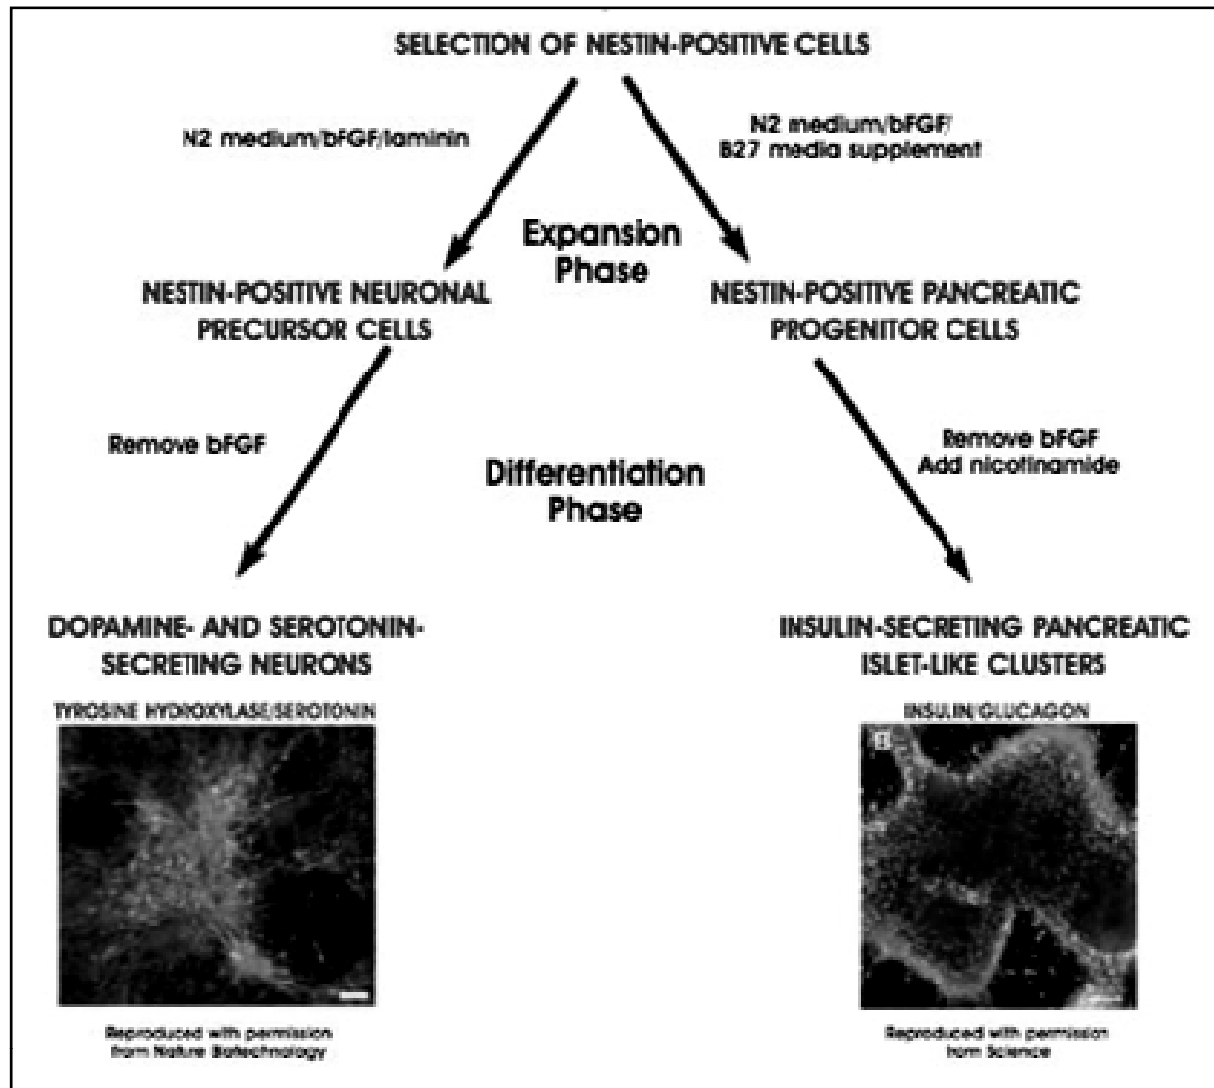 SELECTION OF NESTIN-POSITIVE CELLS
N2 medium/bFGF/laminin
N2 medium/bFGF/
B27 media supplement
Expansion
Phase
NESTIN-POSITIVE NEURONAL
PRECURSOR CELLS
NESTIN-POSITIVE PANCREATIC
PROGENITOR CELLS
Remove bFGF
Remove bFGF
Add nicotinamide
Differentiation
Phase
DOPAMINE- AND SEROTONIN-
SECRETING NEURONS
INSULIN-SECRETING PANCREATIC
ISLET-LIKE CLUSTERS
TYROSINE HYDROXYLASE/SEROTONIN
INSULIN/GLUCAGON
Reproduced with permission
from Nature Biotechnology
Reproduced with permission
from Science